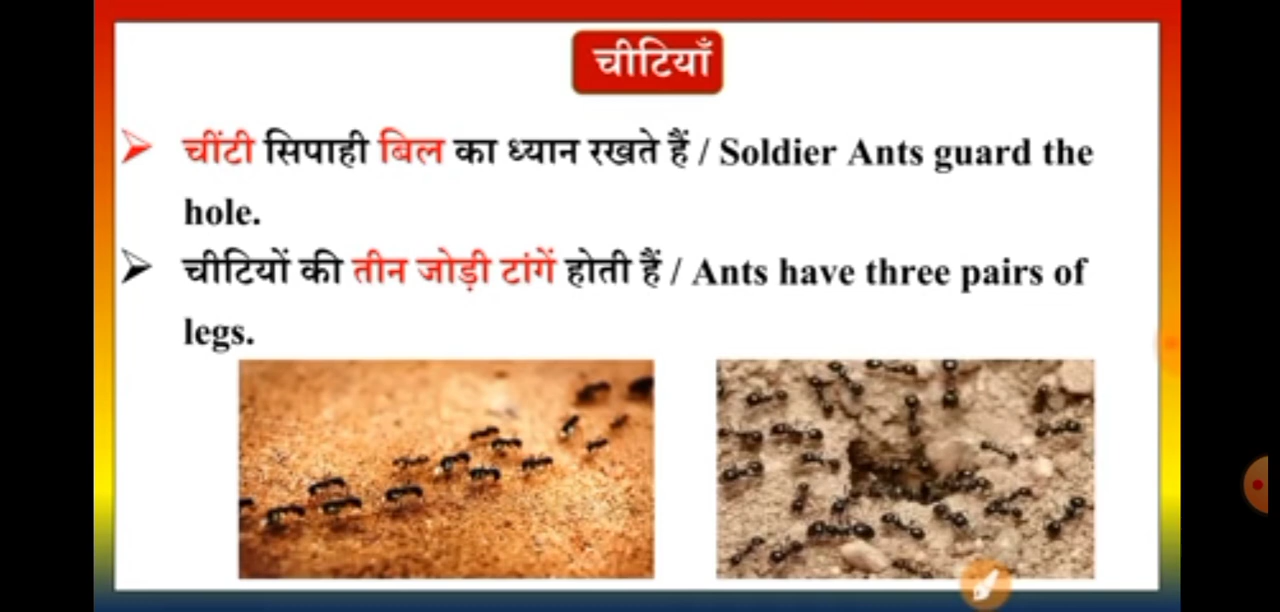 चीटियाँ
चींटी सिपाही बिल का ध्यान रखते हैं / Soldier Ants guard the
hole.
चीटियों की तीन जोड़ी टांगें होती हैं / Ants have three pairs of
legs.